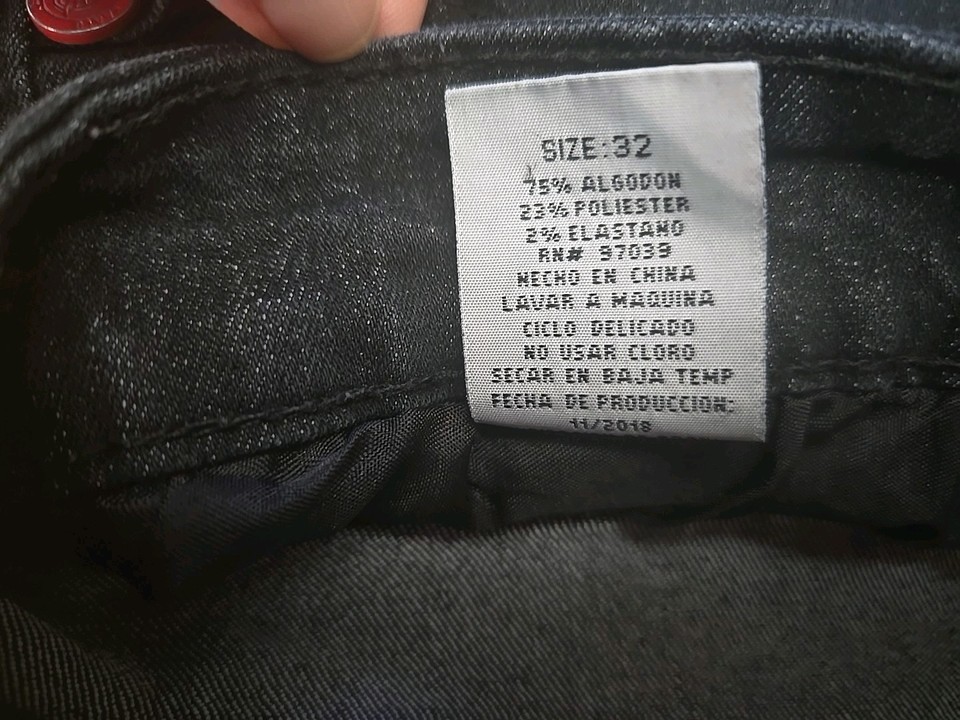 SIZE:32
75% ALGODON
23% POLIESTER
2% ELASTANO
RN# 97039
HECHO EN CHINA
LAVAR A MAQUINA
CICLO DELICADO
NO USAR CLORO
SECAR EN BAJA TEMP
FECHA DE PRODUCCION:
11/2018